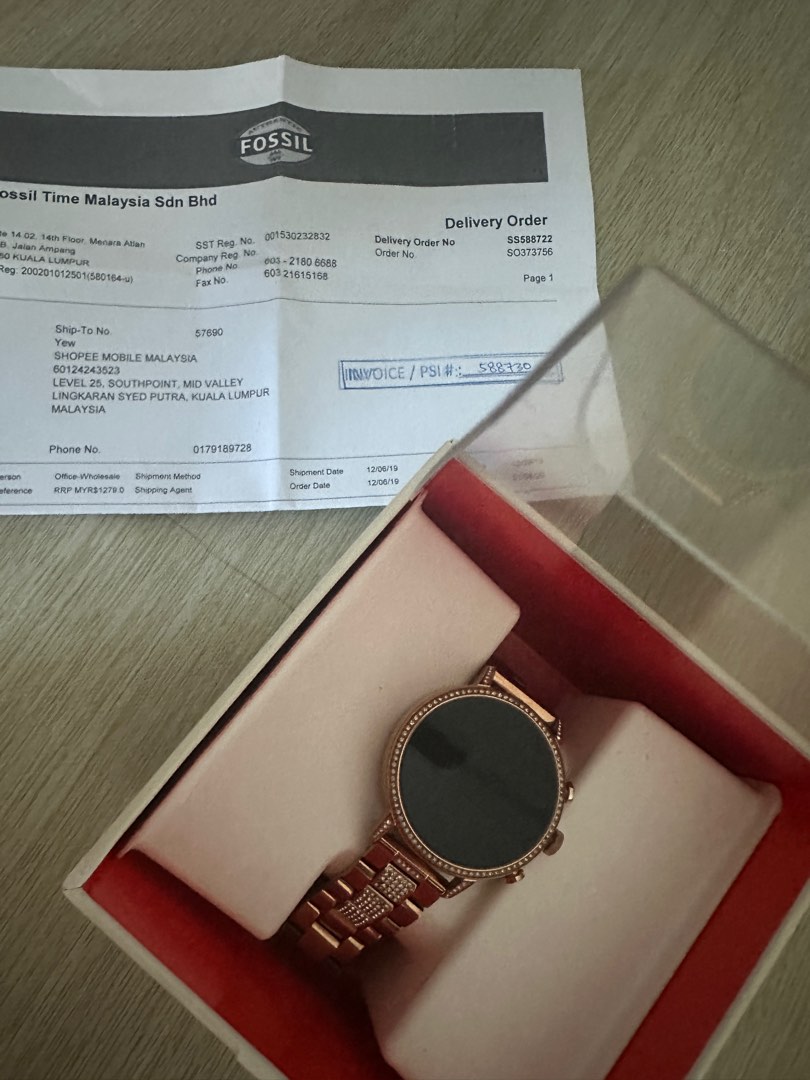 AUTHENTIC
FOSSIL
ossil Time Malaysia Sdn Bhd
Delivery Order
te 14.02, 14th Floor, Menara Atlan
B, Jalan Ampang
50 KUALA LUMPUR
Reg: 200201012501(580164-u)
SST Reg. No. 001530232832
Company Reg. No.
Phone No. 603 - 2180 6688
Fax No. 603 21615168
Delivery Order No SS588722
Order No. SO373756
Page 1
Ship-To No. 57690
Yew
SHOPEE MOBILE MALAYSIA
60124243523
LEVEL 25, SOUTHPOINT, MID VALLEY
LINGKARAN SYED PUTRA, KUALA LUMPUR
MALAYSIA
INVOICE / PSI #: 588730
Phone No. 0179189728
erson Office-Wholesale Shipment Method Shipment Date 12/06/19
eference RRP MYR$1279.0 Shipping Agent Order Date 12/06/19